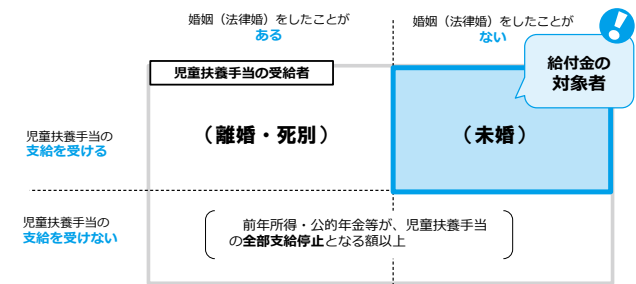 婚姻（法律婚）をしたことが
ある
婚姻（法律婚）をしたことが
ない
給付金の
対象者
児童扶養手当の受給者
児童扶養手当の
支給を受ける
（離婚・死別）
（未婚）
児童扶養手当の
支給を受けない
前年所得・公的年金等が、児童扶養手当
の全部支給停止となる額以上